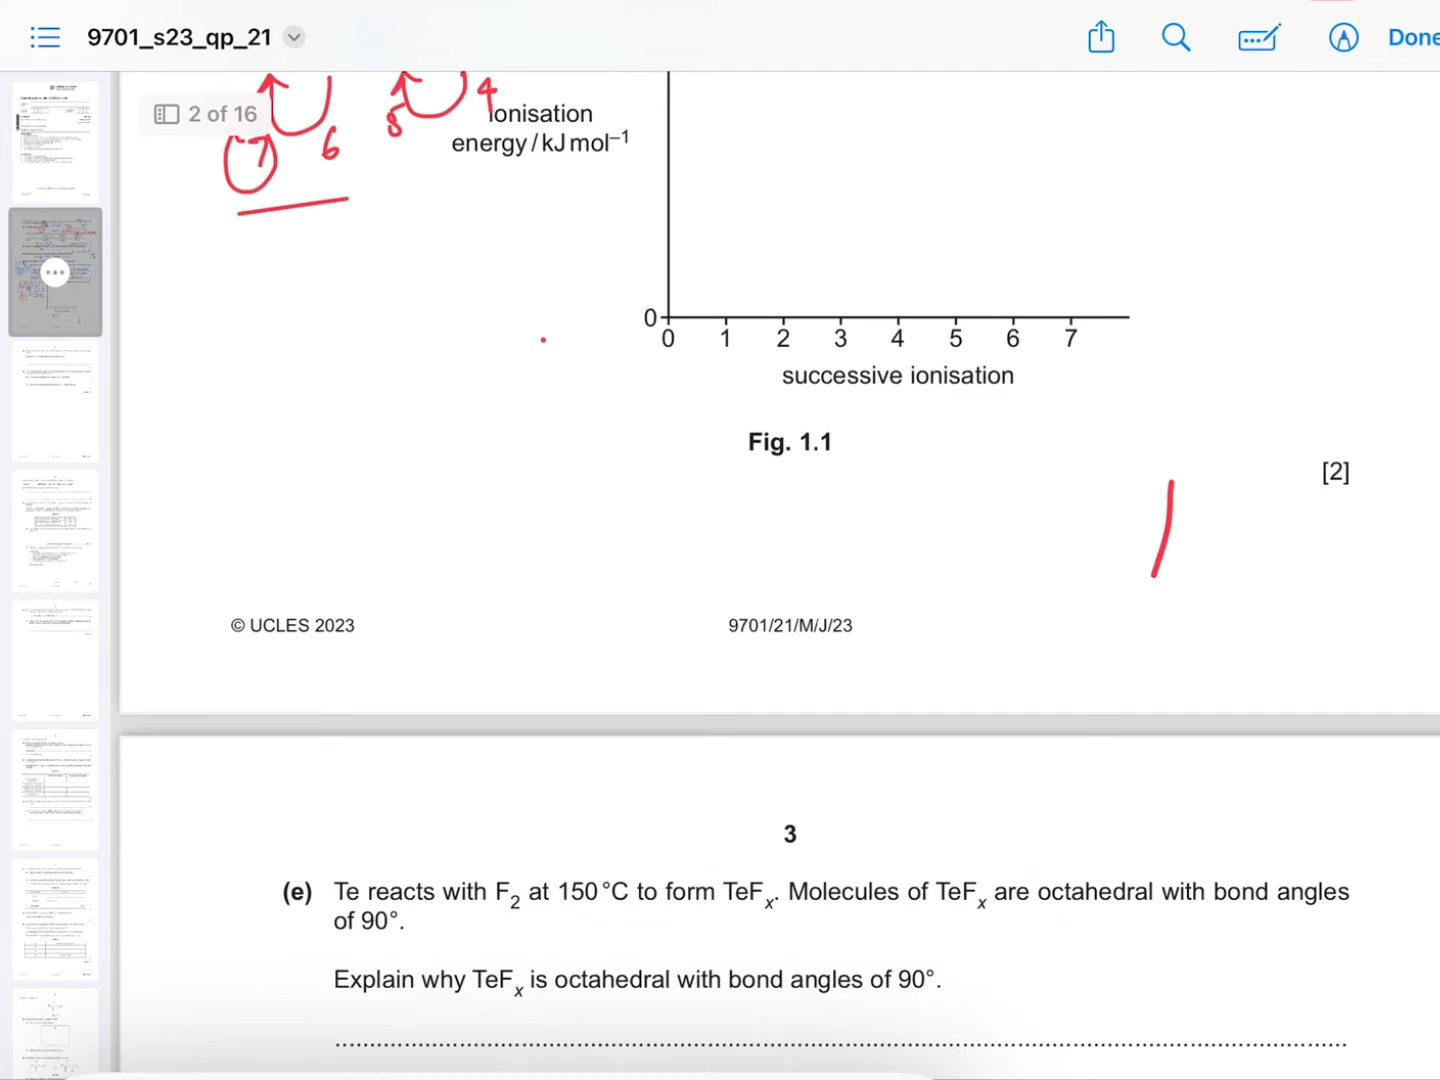 9701_s23_qp_21
Done
2 of 16
8 4
7 6
ionisation
energy / kJ mol⁻¹
0
0 1 2 3 4 5 6 7
successive ionisation
Fig. 1.1
[2]
© UCLES 2023
9701/21/M/J/23
3
(e) Te reacts with F₂ at 150 °C to form TeFₓ. Molecules of TeFₓ are octahedral with bond angles
of 90°.
Explain why TeFₓ is octahedral with bond angles of 90°.